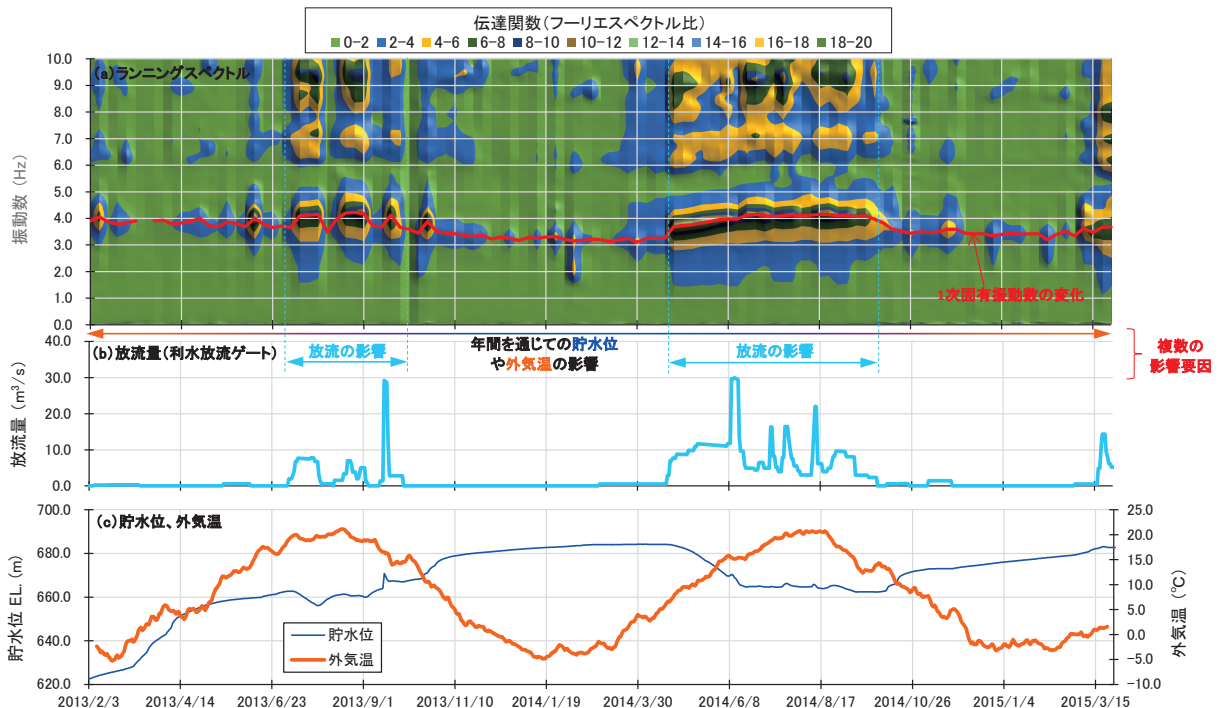 伝達関数(フーリエスペクトル比)
0-2 2-4 4-6 6-8 8-10 10-12 12-14 14-16 16-18 18-20
(a)ランニングスペクトル
振動数 (Hz)
10.0
9.0
8.0
7.0
6.0
5.0
4.0
3.0
2.0
1.0
0.0
1次固有振動数の変化
(b)放流量(利水放流ゲート)
放流の影響
年間を通じての貯水位
や外気温の影響
放流の影響
複数の
影響要因
放流量 (m³/s)
40.0
30.0
20.0
10.0
0.0
(c)貯水位、外気温
貯水位 EL. (m)
700.0
680.0
660.0
640.0
620.0
貯水位
外気温
外気温 (℃)
25.0
20.0
15.0
10.0
5.0
0.0
-5.0
-10.0
2013/2/3 2013/4/14 2013/6/23 2013/9/1 2013/11/10 2014/1/19 2014/3/30 2014/6/8 2014/8/17 2014/10/26 2015/1/4 2015/3/15